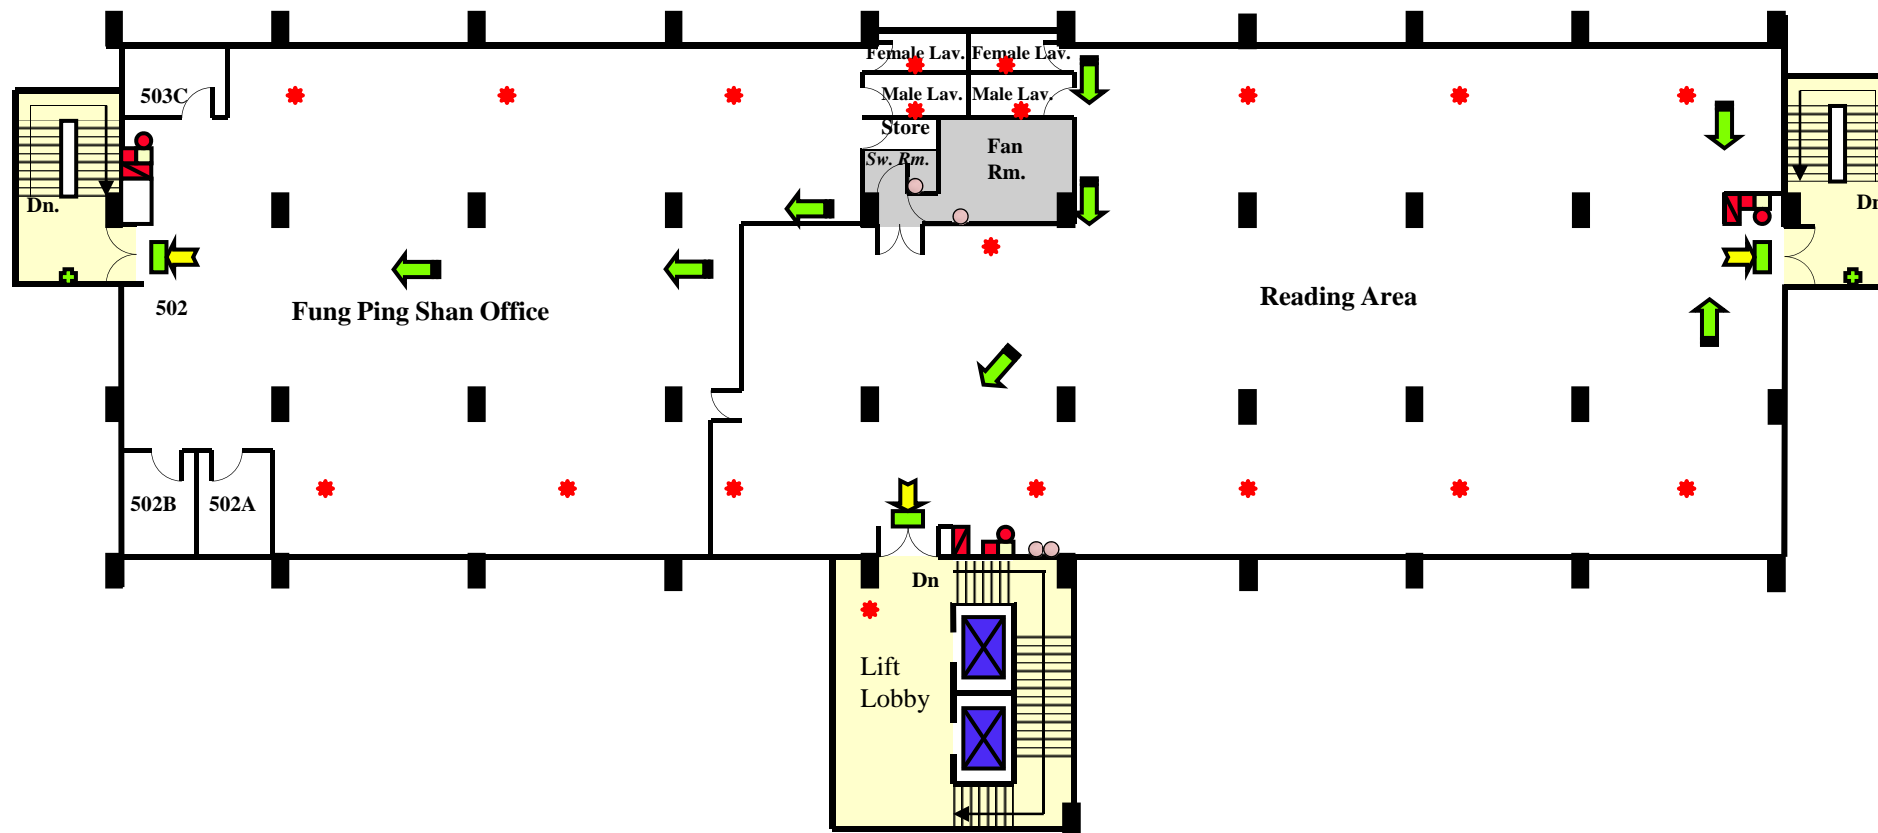 Female Lav.
Female Lav.
503C
Male Lav.
Male Lav.
Store
Fan
Rm.
Sw. Rm.
Dn.
Dn
502
Fung Ping Shan Office
Reading Area
502B
502A
Dn
Lift
Lobby